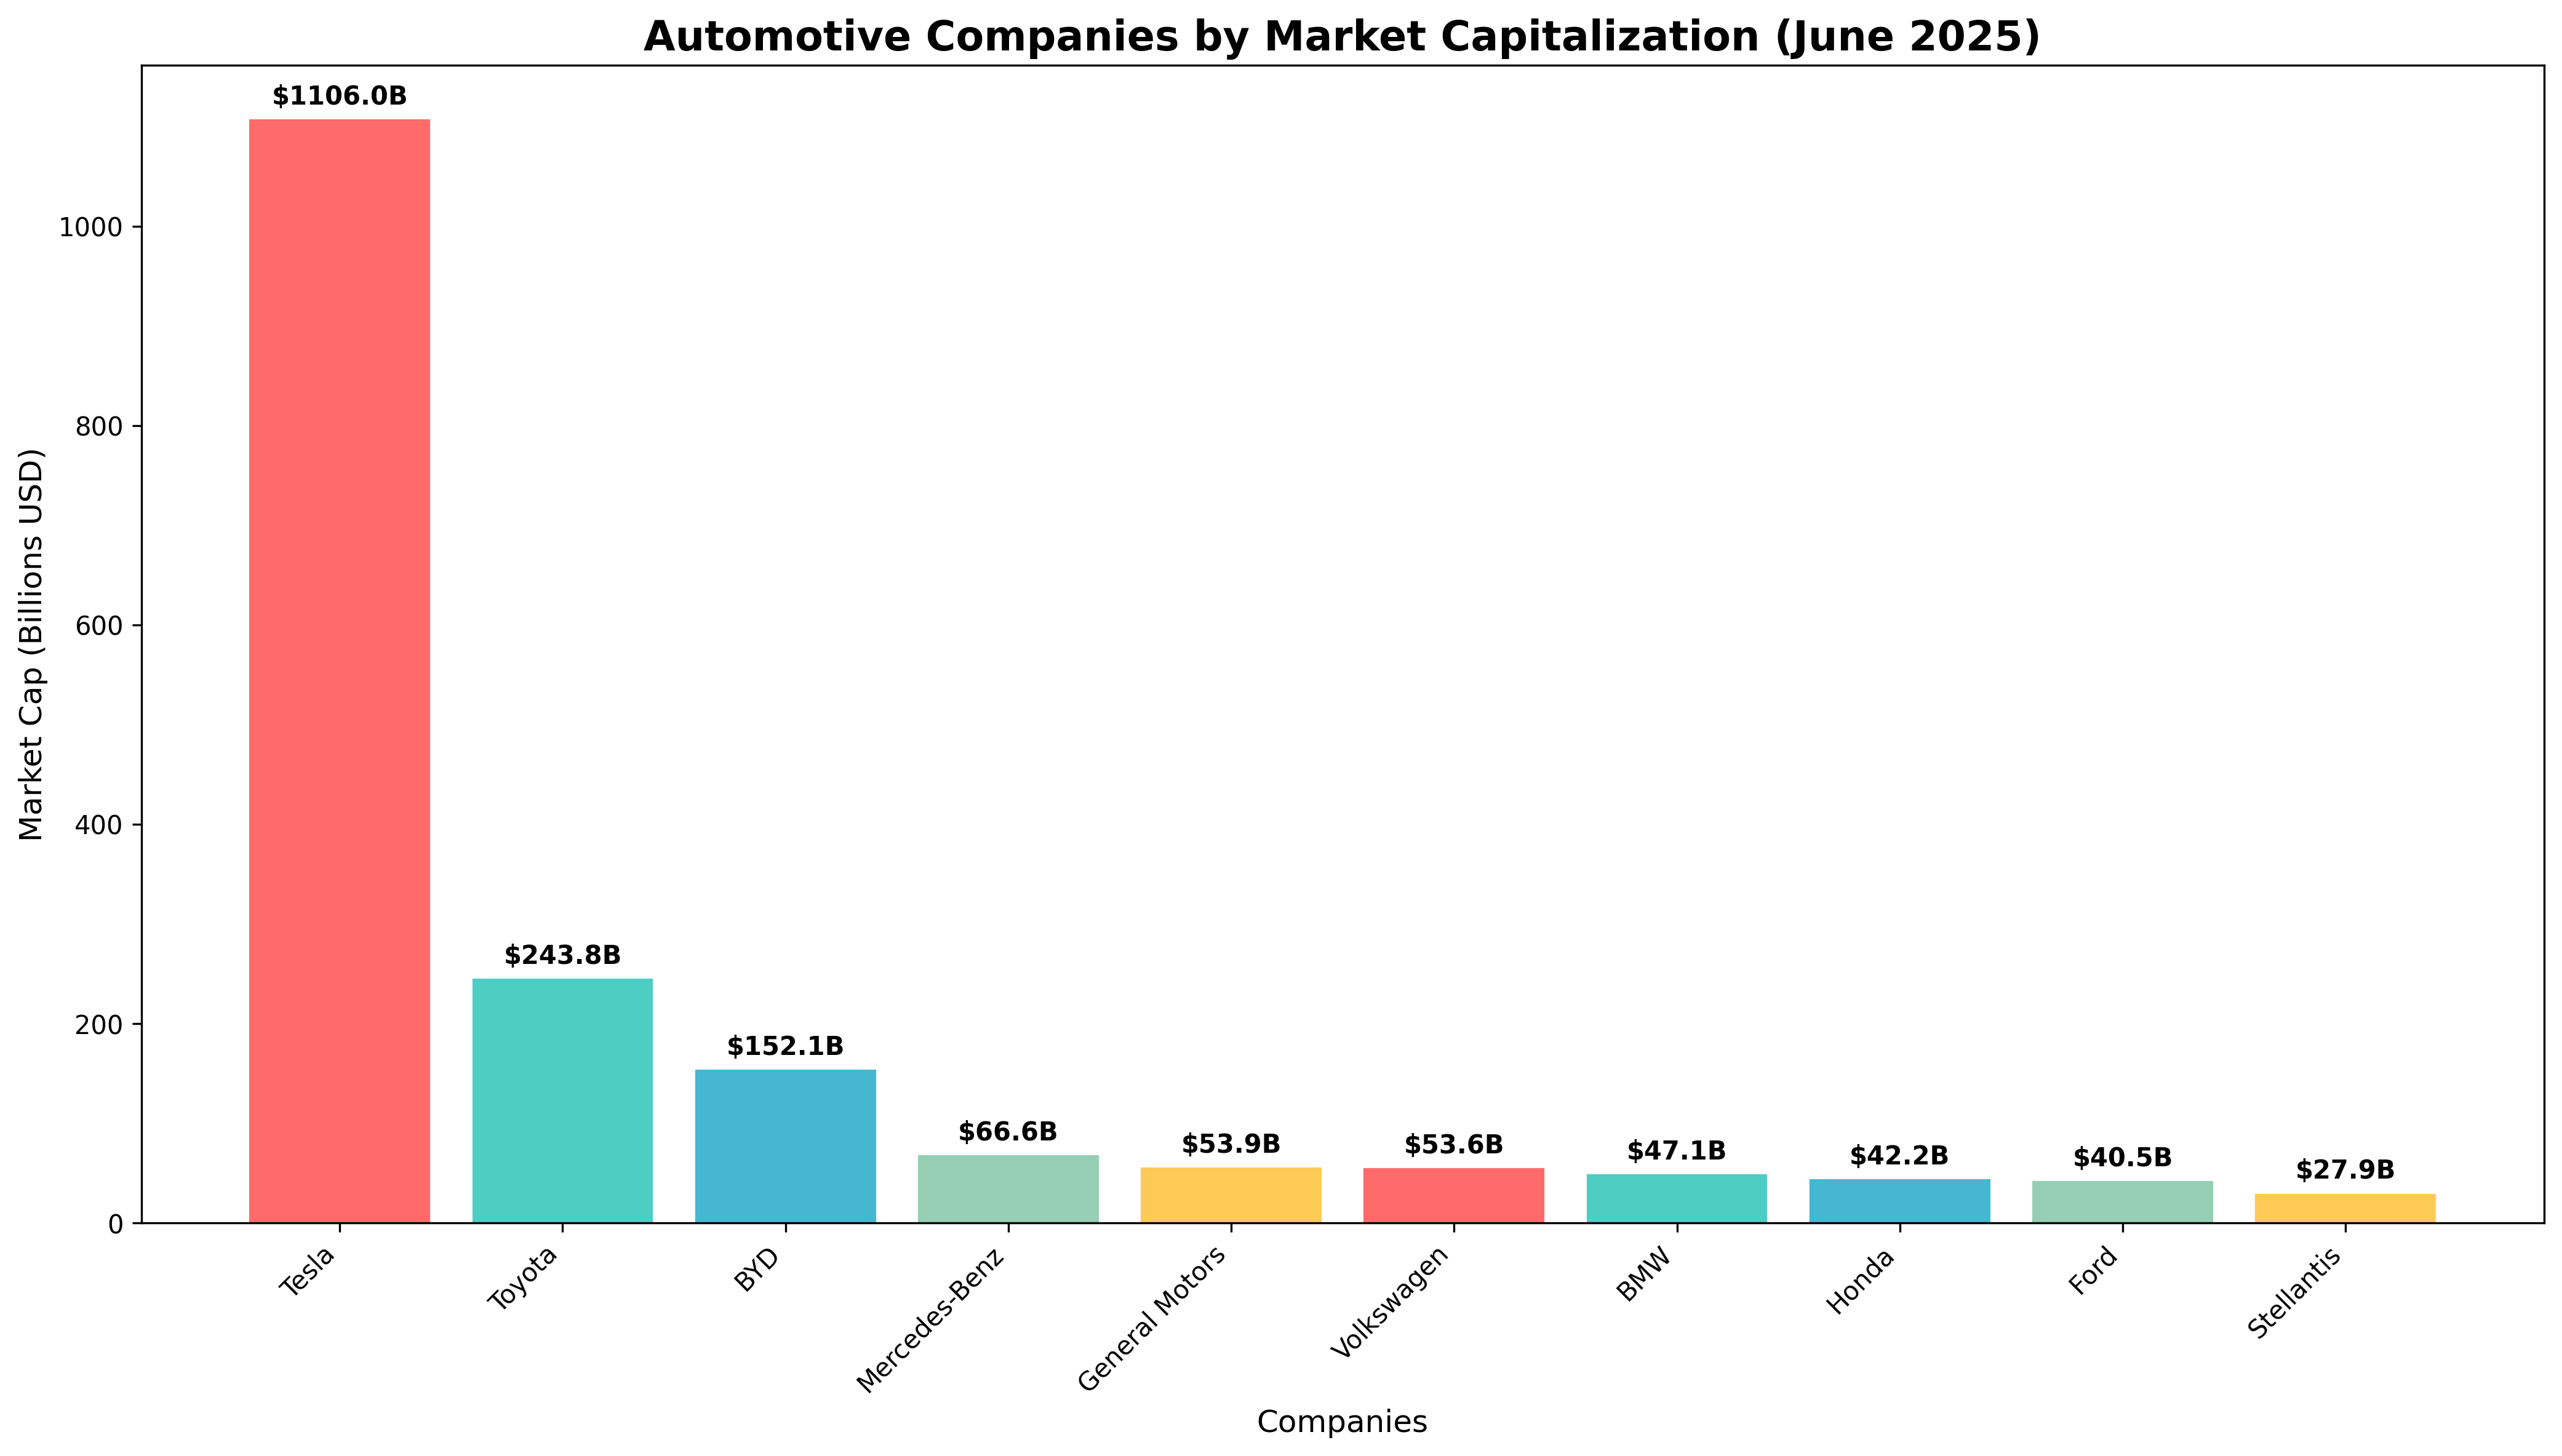 Automotive Companies by Market Capitalization (June 2025)
Market Cap (Billions USD)
1000
800
600
400
200
0
$1106.0B
$243.8B
$152.1B
$66.6B
$53.9B
$53.6B
$47.1B
$42.2B
$40.5B
$27.9B
Tesla
Toyota
BYD
Mercedes-Benz
General Motors
Volkswagen
BMW
Honda
Ford
Stellantis
Companies